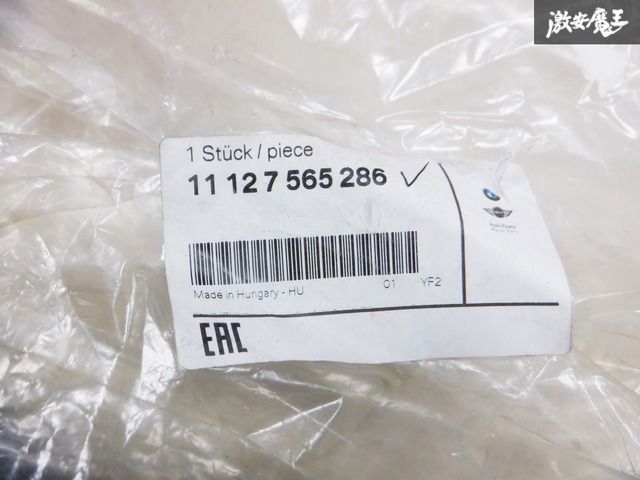 激安魔王
1 Stück / piece
11 12 7 565 286
Made in Hungary - HU 01 YF2
EAC